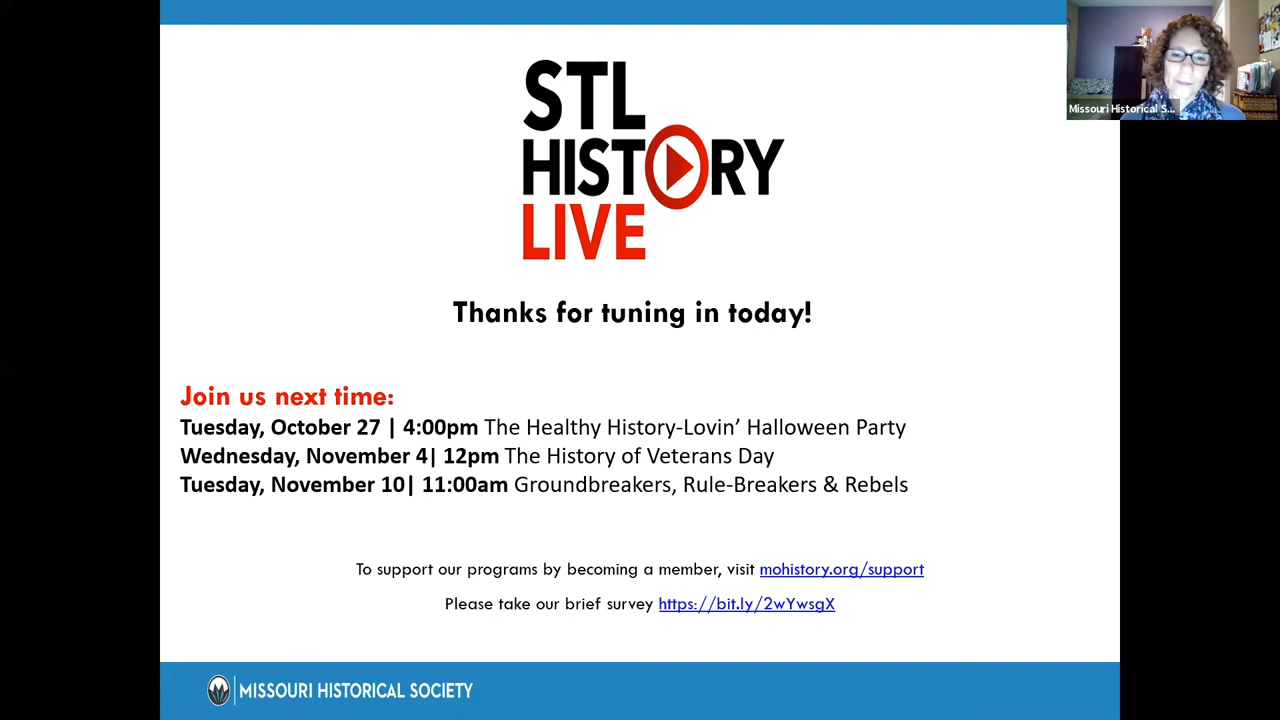 STL
HISTORY
LIVE
Missouri Historical S...
Thanks for tuning in today!
Join us next time:
Tuesday, October 27 | 4:00pm The Healthy History-Lovin’ Halloween Party
Wednesday, November 4| 12pm The History of Veterans Day
Tuesday, November 10| 11:00am Groundbreakers, Rule-Breakers & Rebels
To support our programs by becoming a member, visit mohistory.org/support
Please take our brief survey https://bit.ly/2wYwsgX
MISSOURI HISTORICAL SOCIETY